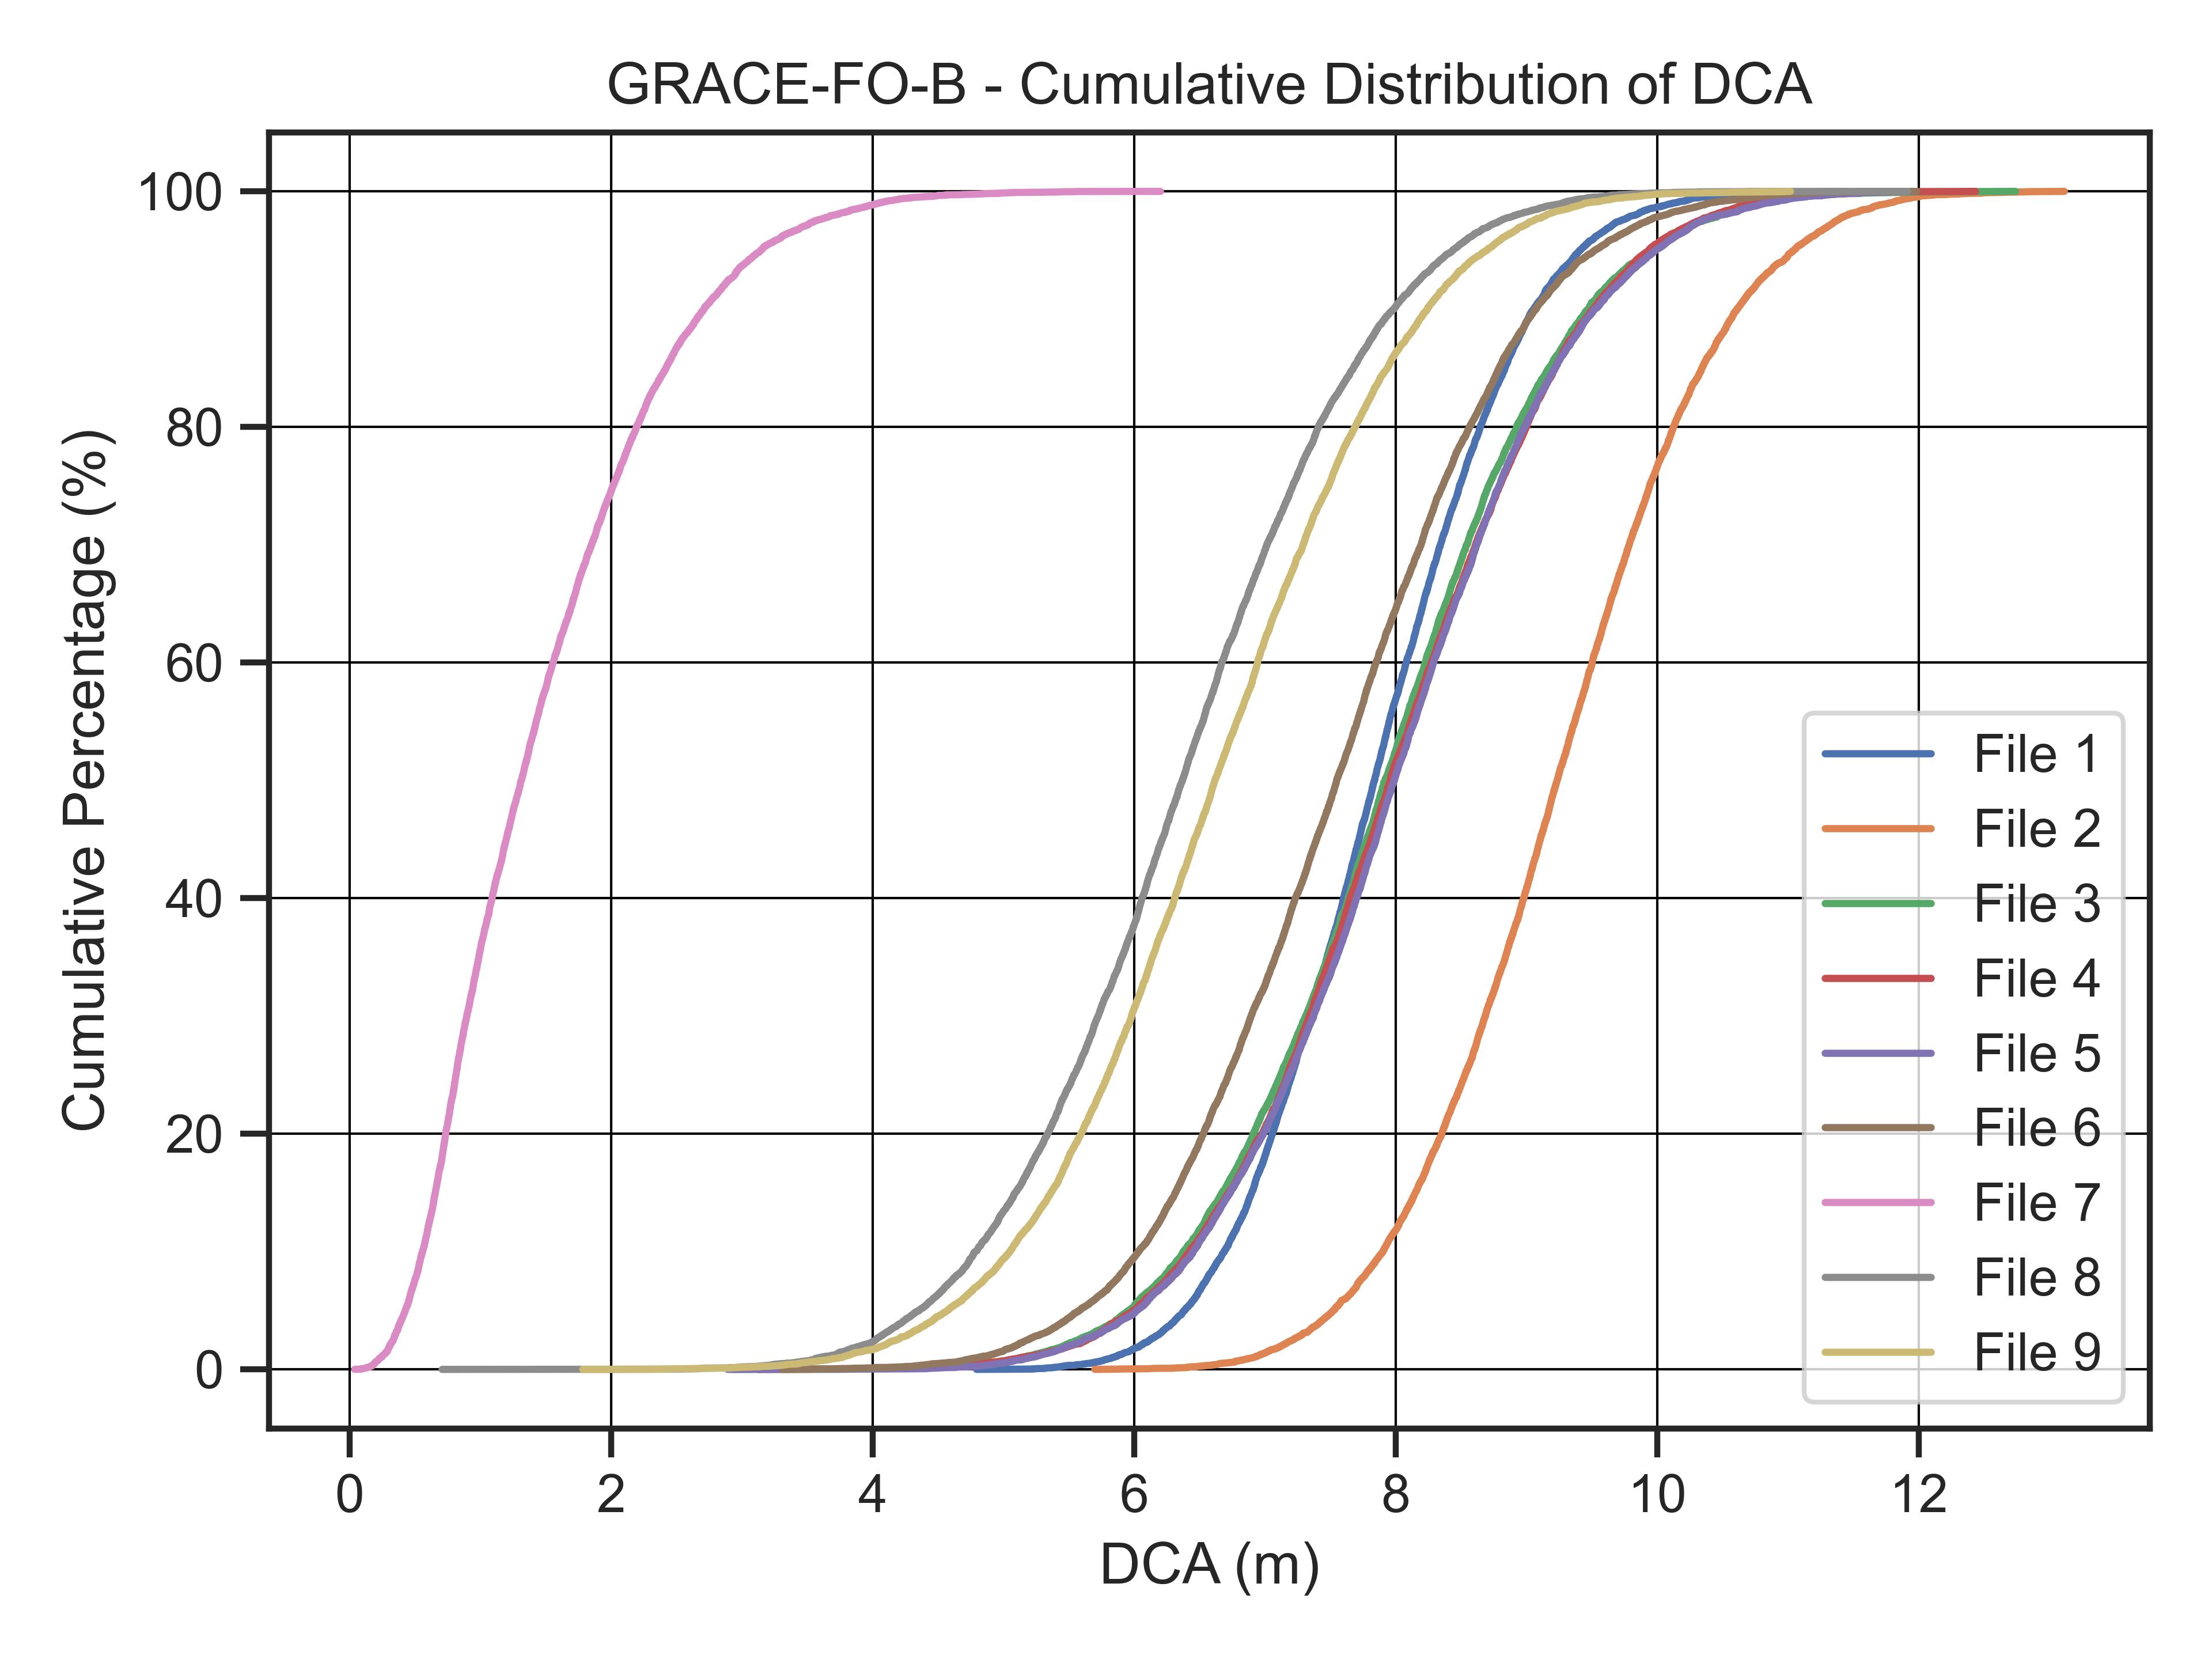 GRACE-FO-B - Cumulative Distribution of DCA
Cumulative Percentage (%)
100
80
60
40
20
0
0 2 4 6 8 10 12
DCA (m)
File 1
File 2
File 3
File 4
File 5
File 6
File 7
File 8
File 9